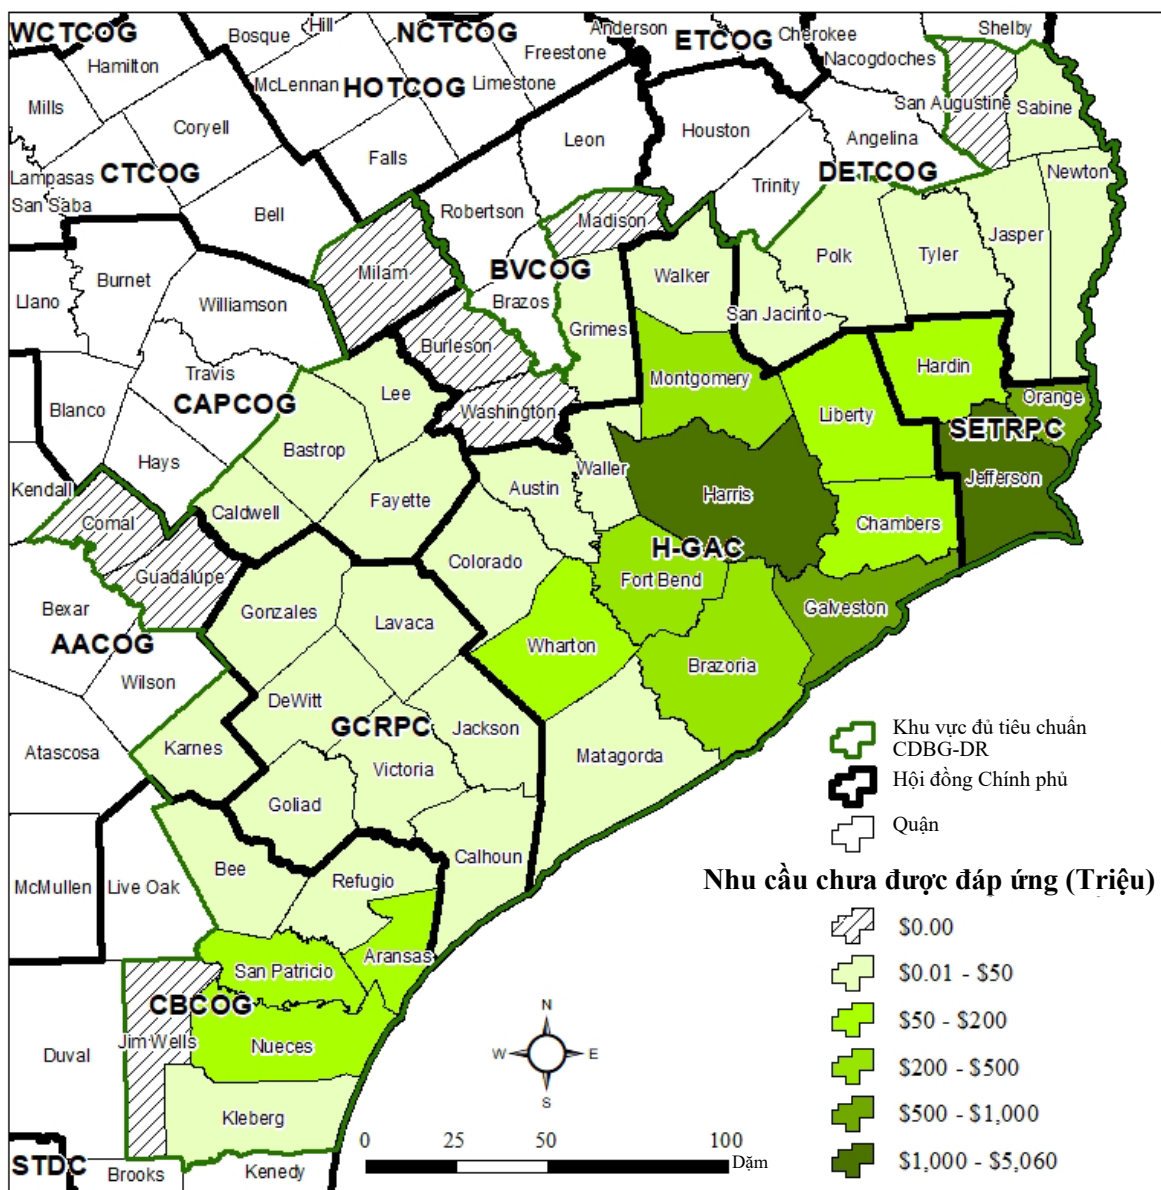 WCTCOG
Bosque
Hill
NCTCOG
Anderson
ETCOG
Cherokee
Shelby
Hamilton
McLennan
HOTCOG
Limestone
Freestone
Nacogdoches
San Augustine
Sabine
Mills
Coryell
Falls
Leon
Houston
Angelina
Lampasas
CTCOG
San Saba
Bell
Robertson
Madison
Trinity
DETCOG
Newton
Burnet
Milam
BVCOG
Walker
Polk
Tyler
Jasper
Llano
Williamson
Brazos
Grimes
San Jacinto
Burleson
Travis
Montgomery
Hardin
Blanco
CAPCOG
Lee
Washington
Liberty
Orange
SETRPC
Bastrop
Hays
Waller
Jefferson
Kendall
Comal
Caldwell
Fayette
Austin
Harris
Chambers
Guadalupe
Colorado
H-GAC
Fort Bend
Bexar
Gonzales
Lavaca
Galveston
AACOG
Wharton
Brazoria
Wilson
DeWitt
GCRPC
Jackson
Atascosa
Karnes
Victoria
Matagorda
Goliad
Calhoun
McMullen
Live Oak
Bee
Refugio
San Patricio
Aransas
CBCOG
Duval
Jim Wells
Nueces
Kleberg
STDC
Brooks
Kenedy
N
W
E
S
0
25
50
100
Dặm
Khu vực đủ tiêu chuẩn
CDBG-DR
Hội đồng Chính phủ
Quận
Nhu cầu chưa được đáp ứng (Triệu)
$0.00
$0.01 - $50
$50 - $200
$200 - $500
$500 - $1,000
$1,000 - $5,060